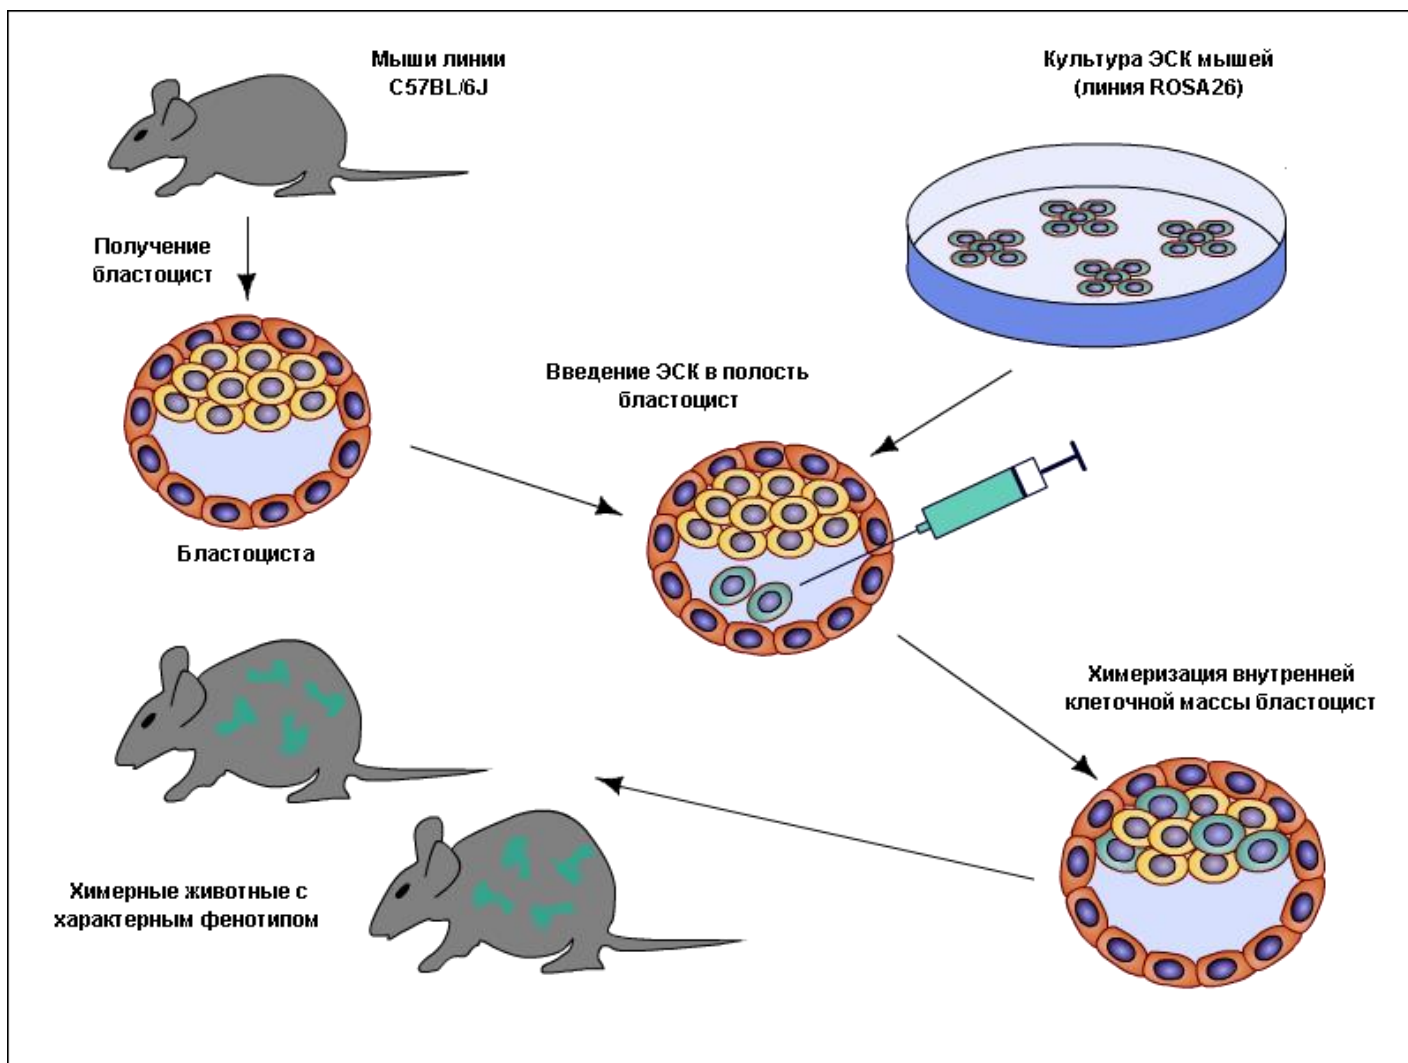 Мыши линии
C57BL/6J
Культура ЭСК мышей
(линия ROSA26)
Получение
бластоцист
Введение ЭСК в полость
бластоцист
Бластоциста
Химеризация внутренней
клеточной массы бластоцист
Химерные животные с
характерным фенотипом